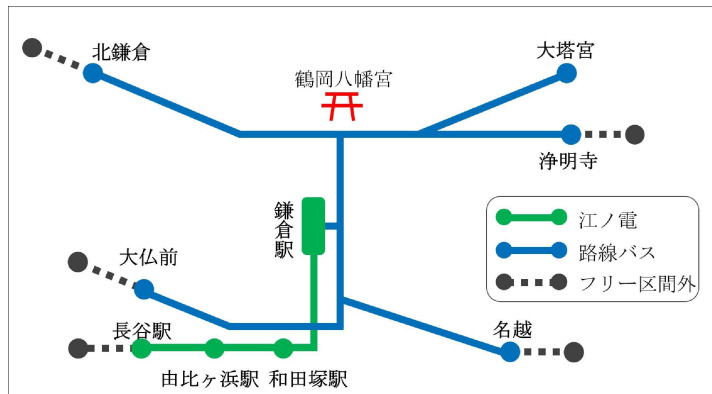 北鎌倉
大塔宮
鶴岡八幡宮
浄明寺
鎌倉駅
江ノ電
路線バス
フリー区間外
大仏前
長谷駅
名越
由比ヶ浜駅
和田塚駅